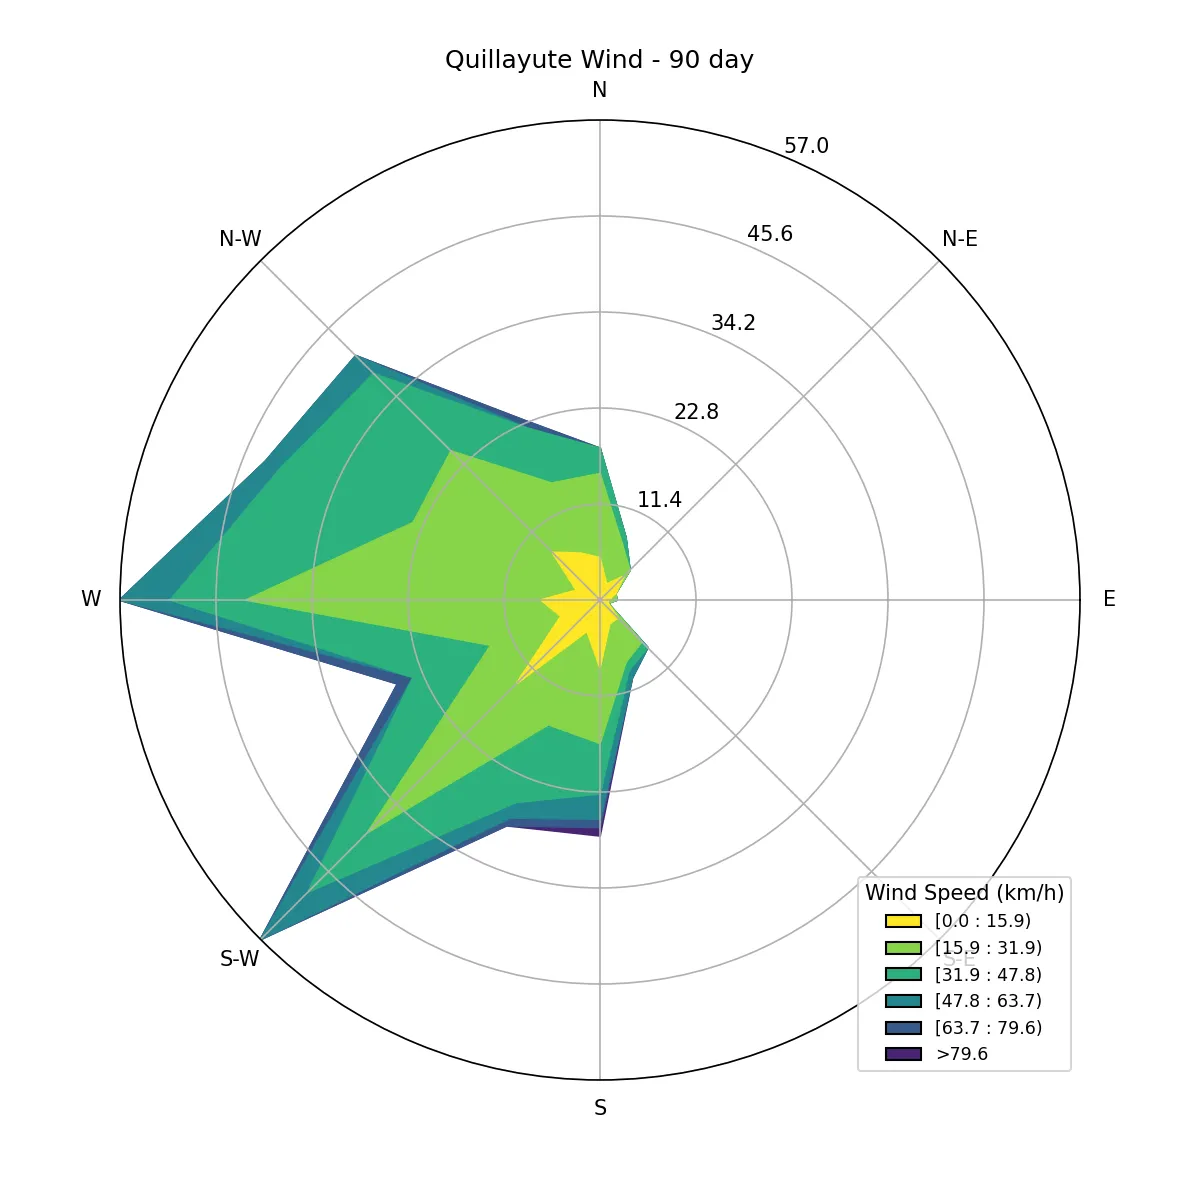 Quillayute Wind - 90 day
N
57.0
N-W
45.6
N-E
34.2
22.8
11.4
W
E
S-W
S-E
Wind Speed (km/h)
[0.0 : 15.9)
[15.9 : 31.9)
[31.9 : 47.8)
[47.8 : 63.7)
[63.7 : 79.6)
>79.6
S